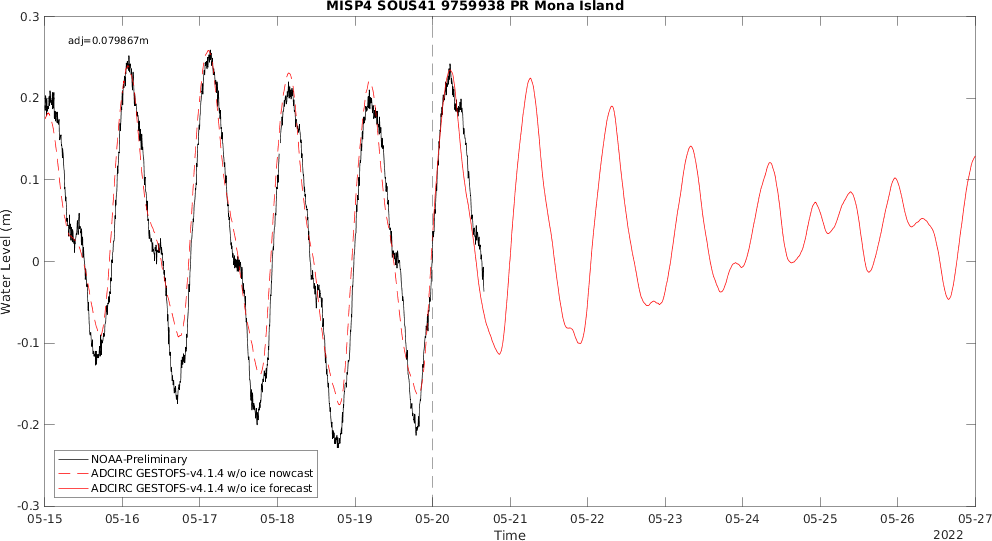 MISP4 SOUS41 9759938 PR Mona Island
adj=0.079867m
0.3
0.2
0.1
0
-0.1
-0.2
-0.3
Water Level (m)
NOAA-Preliminary
ADCIRC GESTOFS-v4.1.4 w/o ice nowcast
ADCIRC GESTOFS-v4.1.4 w/o ice forecast
05-15 05-16 05-17 05-18 05-19 05-20 05-21 05-22 05-23 05-24 05-25 05-26 05-27
Time
2022